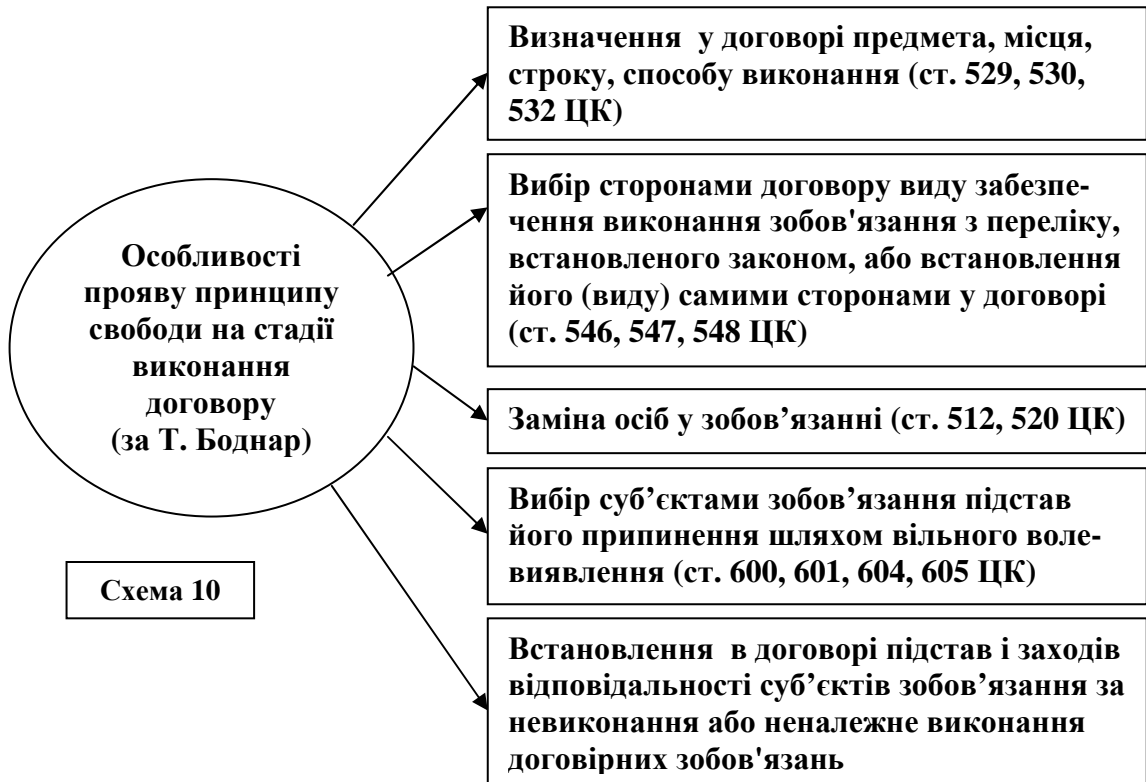 Визначення у договорі предмета, місця,
строку, способу виконання (ст. 529, 530,
532 ЦК)
Вибір сторонами договору виду забезпе-
чення виконання зобов'язання з переліку,
встановленого законом, або встановлення
його (виду) самими сторонами у договорі
(ст. 546, 547, 548 ЦК)
Особливості
прояву принципу
свободи на стадії
виконання
договору
(за Т. Боднар)
Заміна осіб у зобов’язанні (ст. 512, 520 ЦК)
Вибір суб’єктами зобов’язання підстав
його припинення шляхом вільного воле-
виявлення (ст. 600, 601, 604, 605 ЦК)
Схема 10
Встановлення в договорі підстав і заходів
відповідальності суб’єктів зобов’язання за
невиконання або неналежне виконання
договірних зобов'язань